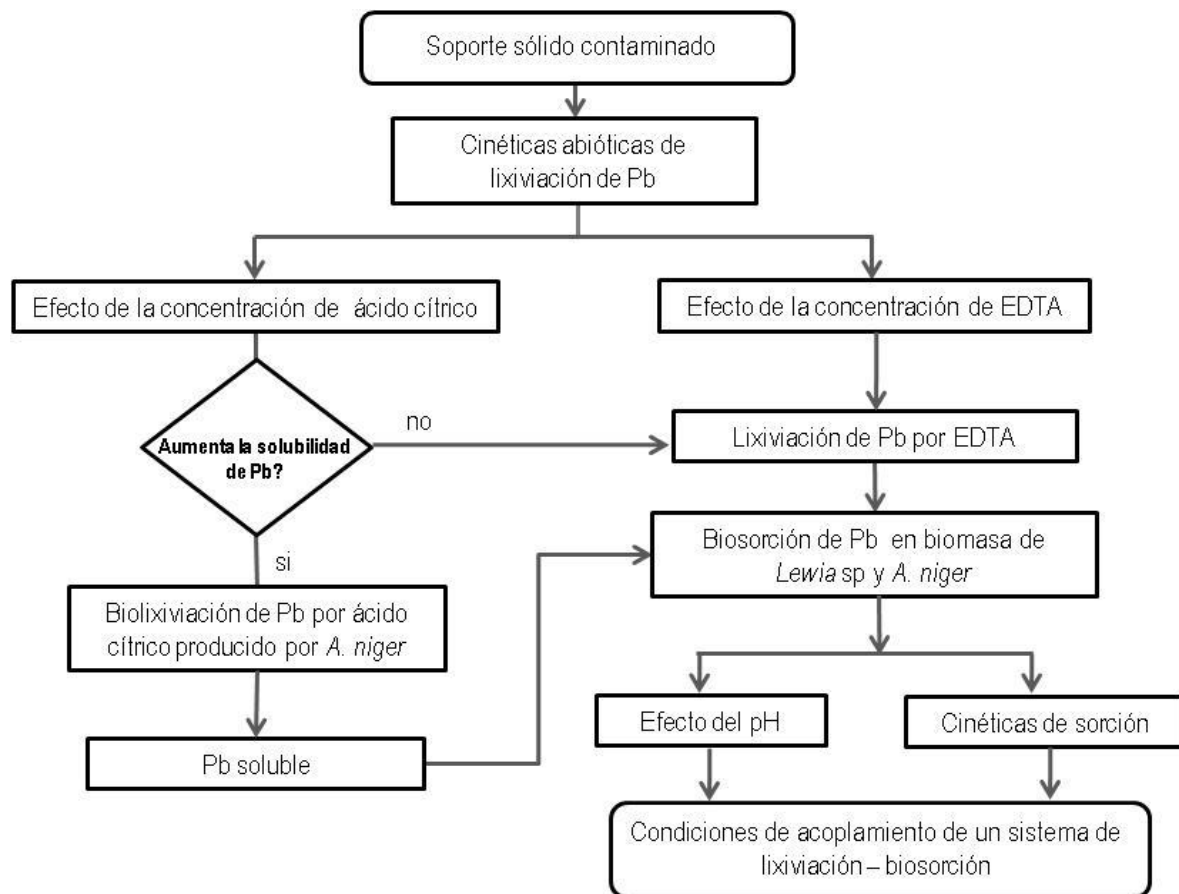 Soporte sólido contaminado
Cinéticas abióticas de
lixiviación de Pb
Efecto de la concentración de ácido cítrico
Efecto de la concentración de EDTA
Aumenta la solubilidad
de Pb?
no
Lixiviación de Pb por EDTA
si
Biosorción de Pb en biomasa de
Lewia sp y A. niger
Biolixiviación de Pb por ácido
cítrico producido por A. niger
Efecto del pH
Cinéticas de sorción
Pb soluble
Condiciones de acoplamiento de un sistema de
lixiviación – biosorción